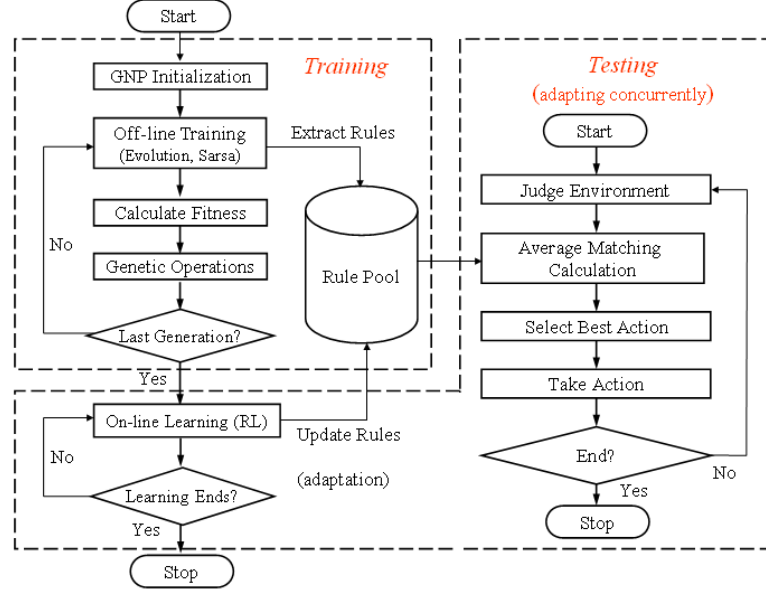 Start
Training
GNP Initialization
Off-line Training
(Evolution, Sarsa)
Extract Rules
Calculate Fitness
No
Genetic Operations
Rule Pool
Last Generation?
Yes
On-line Learning (RL)
Update Rules
No
(adaptation)
Learning Ends?
Yes
Stop
Testing
(adapting concurrently)
Start
Judge Environment
Average Matching
Calculation
Select Best Action
Take Action
End?
No
Yes
Stop